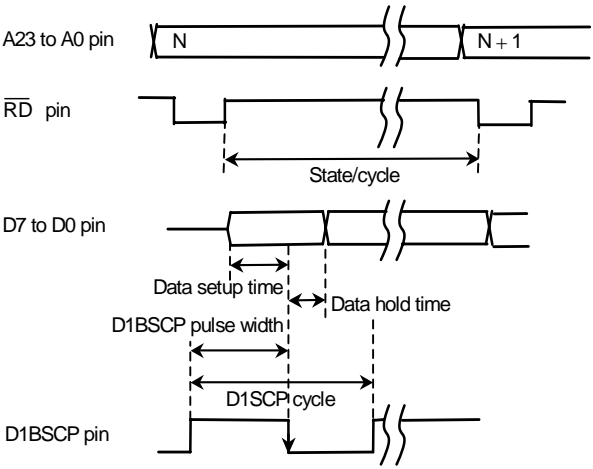 A23 to A0 pin
N
N + 1
RD pin
State/cycle
D7 to D0 pin
Data setup time
Data hold time
D1BSCP pulse width
D1SCP cycle
D1BSCP pin